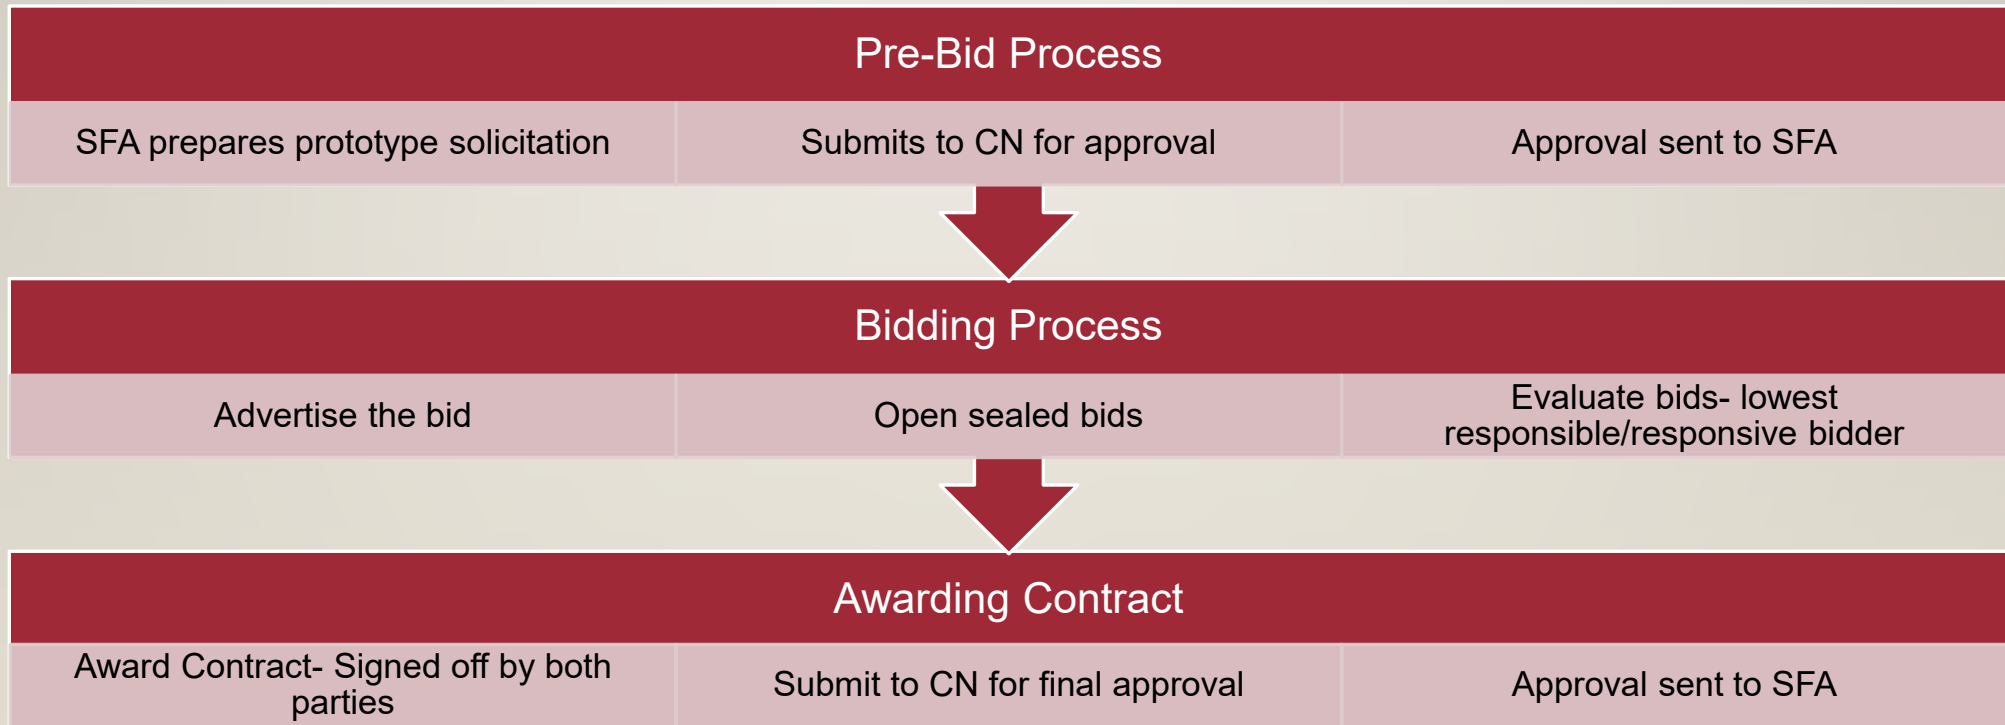 Pre-Bid Process
SFA prepares prototype solicitation
Submits to CN for approval
Approval sent to SFA
Bidding Process
Advertise the bid
Open sealed bids
Evaluate bids- lowest
responsible/responsive bidder
Awarding Contract
Award Contract- Signed off by both
parties
Submit to CN for final approval
Approval sent to SFA